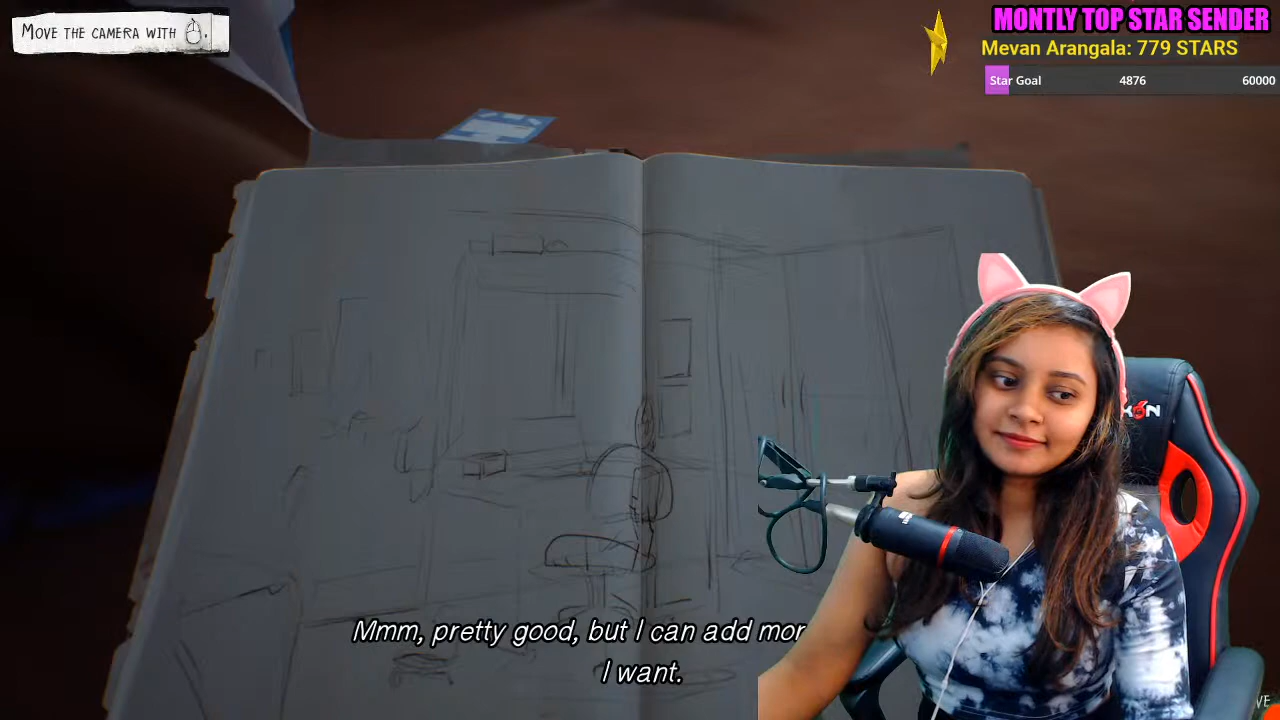 MOVE THE CAMERA WITH .
MONTLY TOP STAR SENDER
Mevan Arangala: 779 STARS
Star Goal 4876 60000
Mmm, pretty good, but I can add mor
I want.